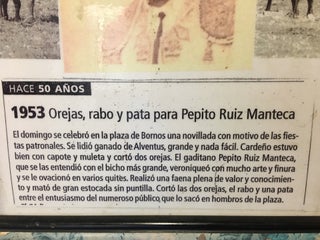 HACE 50 AÑOS
1953 Orejas, rabo y pata para Pepito Ruiz Manteca
El domingo se celebró en la plaza de Bornos una novillada con motivo de las fies-
tas patronales. Se lidió ganado de Alventus, grande y nada fácil. Cardeño estuvo
bien con capote y muleta y cortó dos orejas. El gaditano Pepito Ruiz Manteca,
que se las entendió con el bicho más grande, veroniqueó con mucho arte y finura
y se le ovacionó en varios quites. Realizó una faena plena de valor y conocimien-
to y mató de gran estocada sin puntilla. Cortó las dos orejas, el rabo y una pata
entre el entusiasmo del numeroso público, que lo sacó en hombros de la plaza.